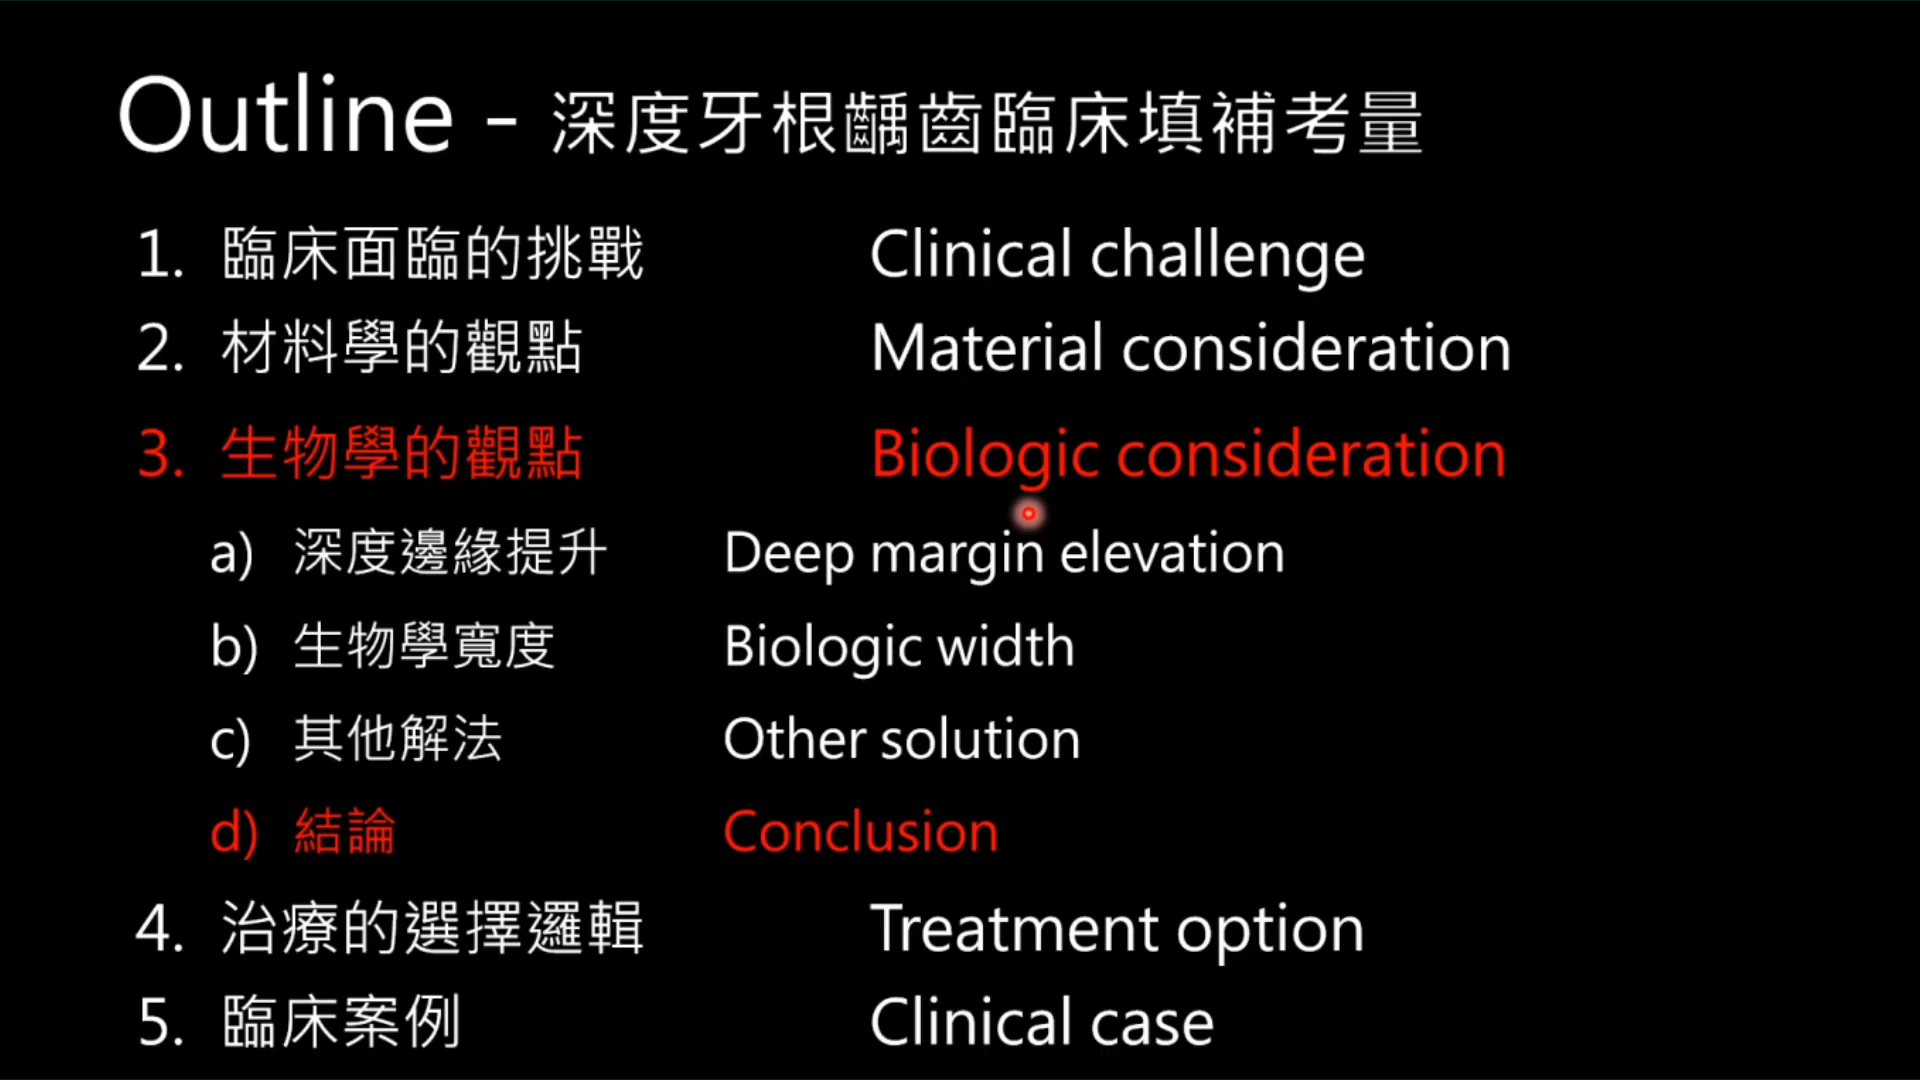 Outline - 深度牙根齲齒臨床填補考量
1. 臨床面臨的挑戰 Clinical challenge
2. 材料學的觀點 Material consideration
3. 生物學的觀點 Biologic consideration
a) 深度邊緣提升 Deep margin elevation
b) 生物學寬度 Biologic width
c) 其他解法 Other solution
d) 結論 Conclusion
4. 治療的選擇邏輯 Treatment option
5. 臨床案例 Clinical case